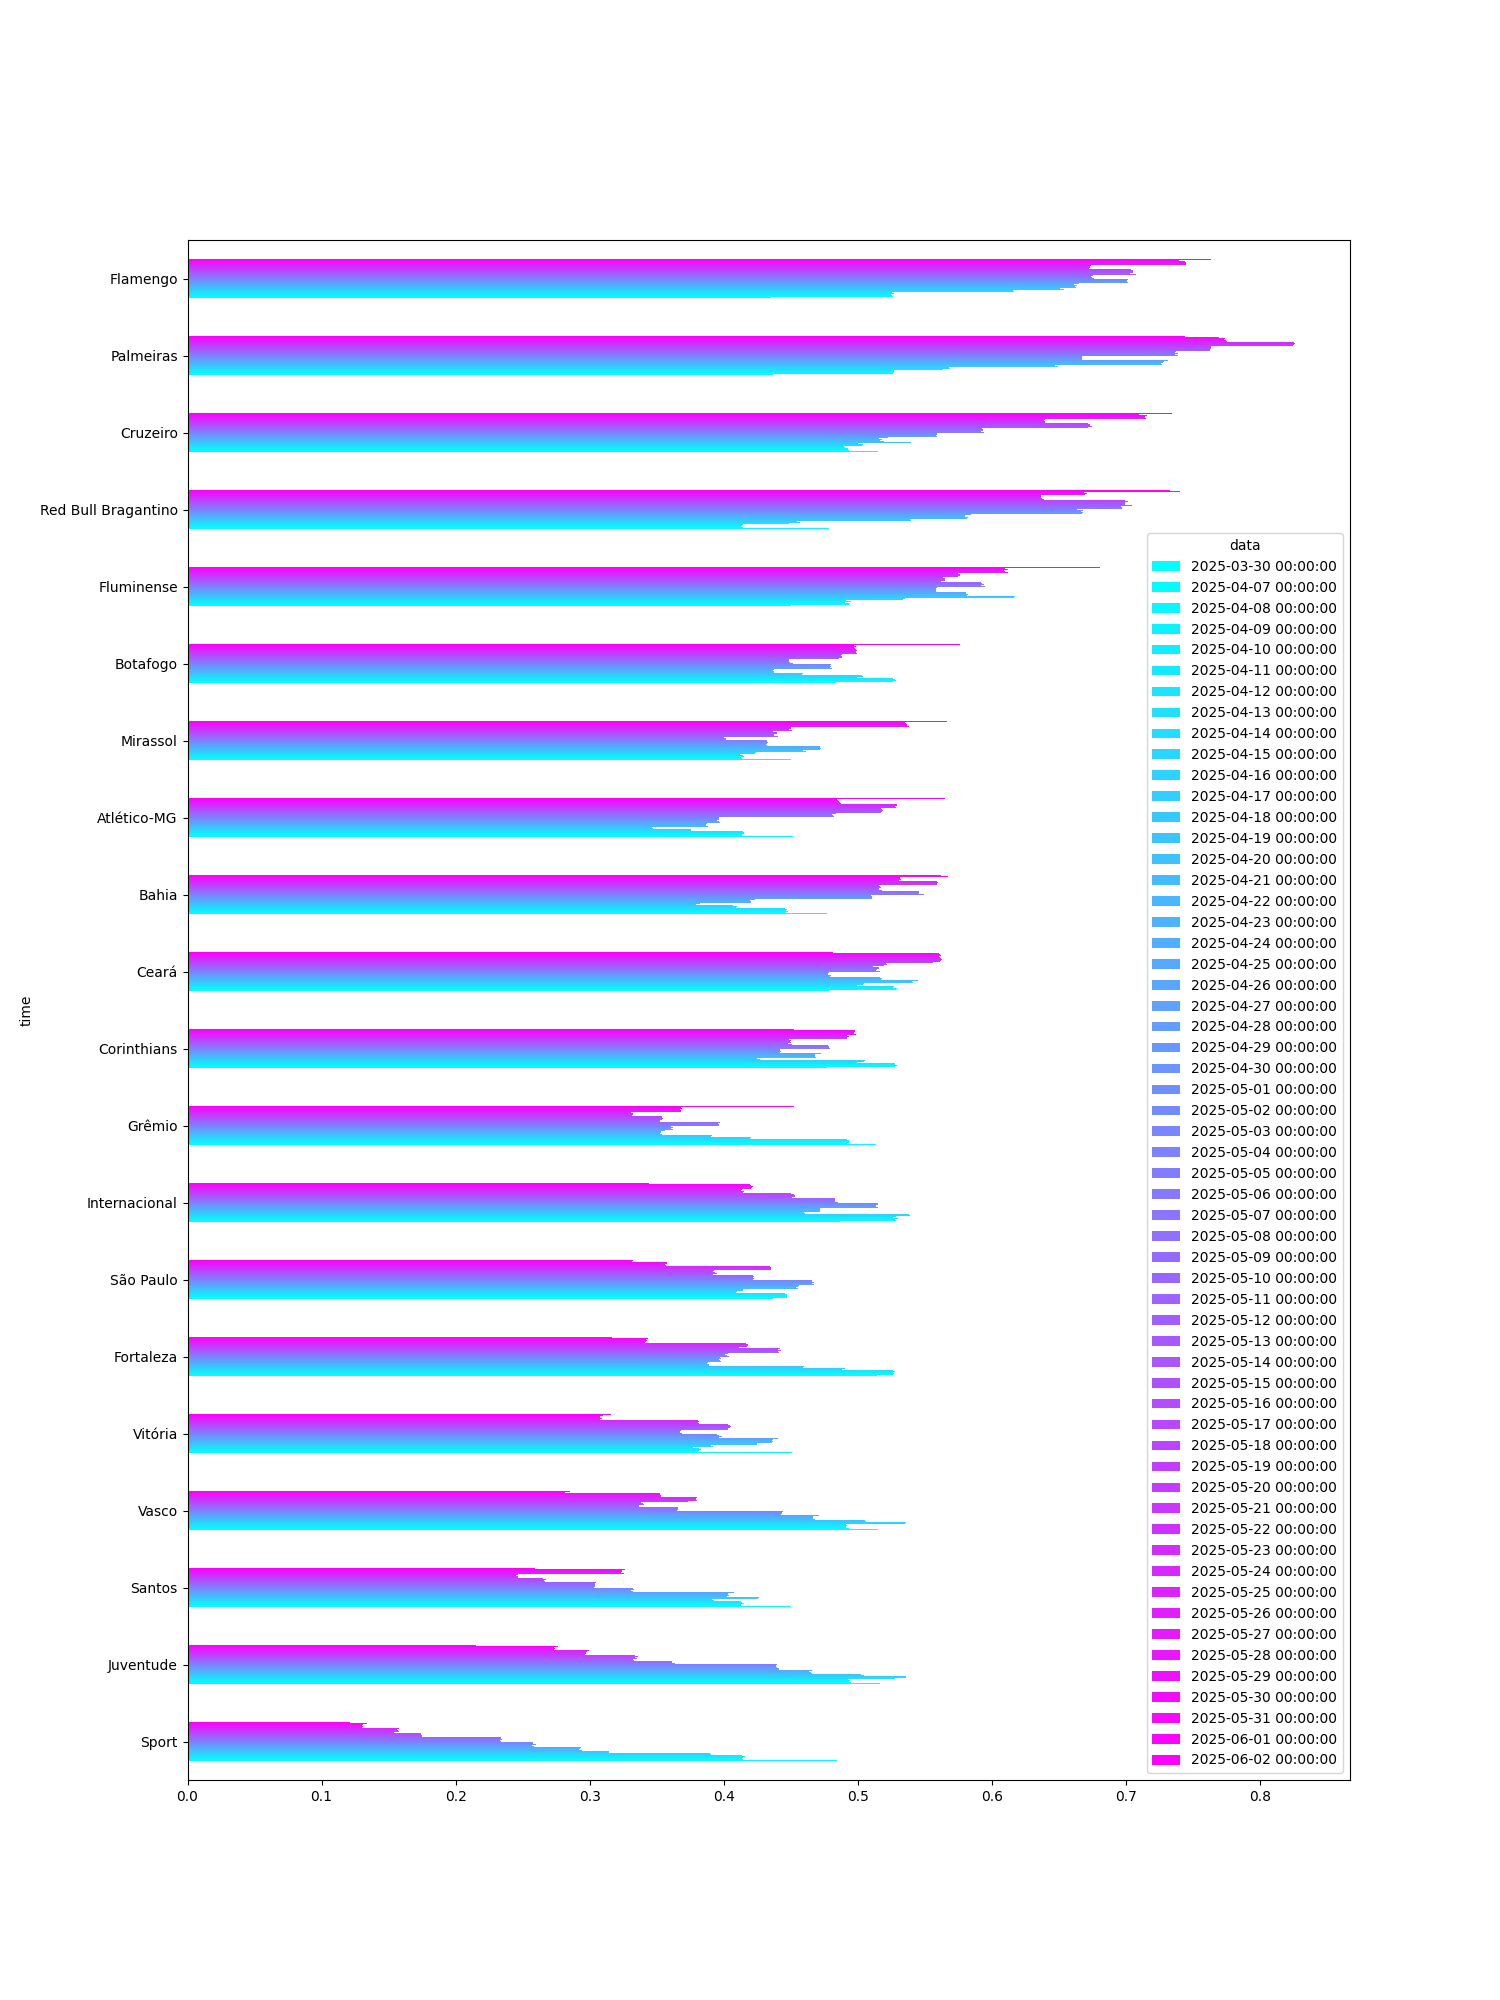 Flamengo
Palmeiras
Cruzeiro
Red Bull Bragantino
Fluminense
Botafogo
Mirassol
Atlético-MG
Bahia
Ceará
Corinthians
Grêmio
Internacional
São Paulo
Fortaleza
Vitória
Vasco
Santos
Juventude
Sport
time
0.0 0.1 0.2 0.3 0.4 0.5 0.6 0.7 0.8
data
2025-03-30 00:00:00
2025-04-07 00:00:00
2025-04-08 00:00:00
2025-04-09 00:00:00
2025-04-10 00:00:00
2025-04-11 00:00:00
2025-04-12 00:00:00
2025-04-13 00:00:00
2025-04-14 00:00:00
2025-04-15 00:00:00
2025-04-16 00:00:00
2025-04-17 00:00:00
2025-04-18 00:00:00
2025-04-19 00:00:00
2025-04-20 00:00:00
2025-04-21 00:00:00
2025-04-22 00:00:00
2025-04-23 00:00:00
2025-04-24 00:00:00
2025-04-25 00:00:00
2025-04-26 00:00:00
2025-04-27 00:00:00
2025-04-28 00:00:00
2025-04-29 00:00:00
2025-04-30 00:00:00
2025-05-01 00:00:00
2025-05-02 00:00:00
2025-05-03 00:00:00
2025-05-04 00:00:00
2025-05-05 00:00:00
2025-05-06 00:00:00
2025-05-07 00:00:00
2025-05-08 00:00:00
2025-05-09 00:00:00
2025-05-10 00:00:00
2025-05-11 00:00:00
2025-05-12 00:00:00
2025-05-13 00:00:00
2025-05-14 00:00:00
2025-05-15 00:00:00
2025-05-16 00:00:00
2025-05-17 00:00:00
2025-05-18 00:00:00
2025-05-19 00:00:00
2025-05-20 00:00:00
2025-05-21 00:00:00
2025-05-22 00:00:00
2025-05-23 00:00:00
2025-05-24 00:00:00
2025-05-25 00:00:00
2025-05-26 00:00:00
2025-05-27 00:00:00
2025-05-28 00:00:00
2025-05-29 00:00:00
2025-05-30 00:00:00
2025-05-31 00:00:00
2025-06-01 00:00:00
2025-06-02 00:00:00